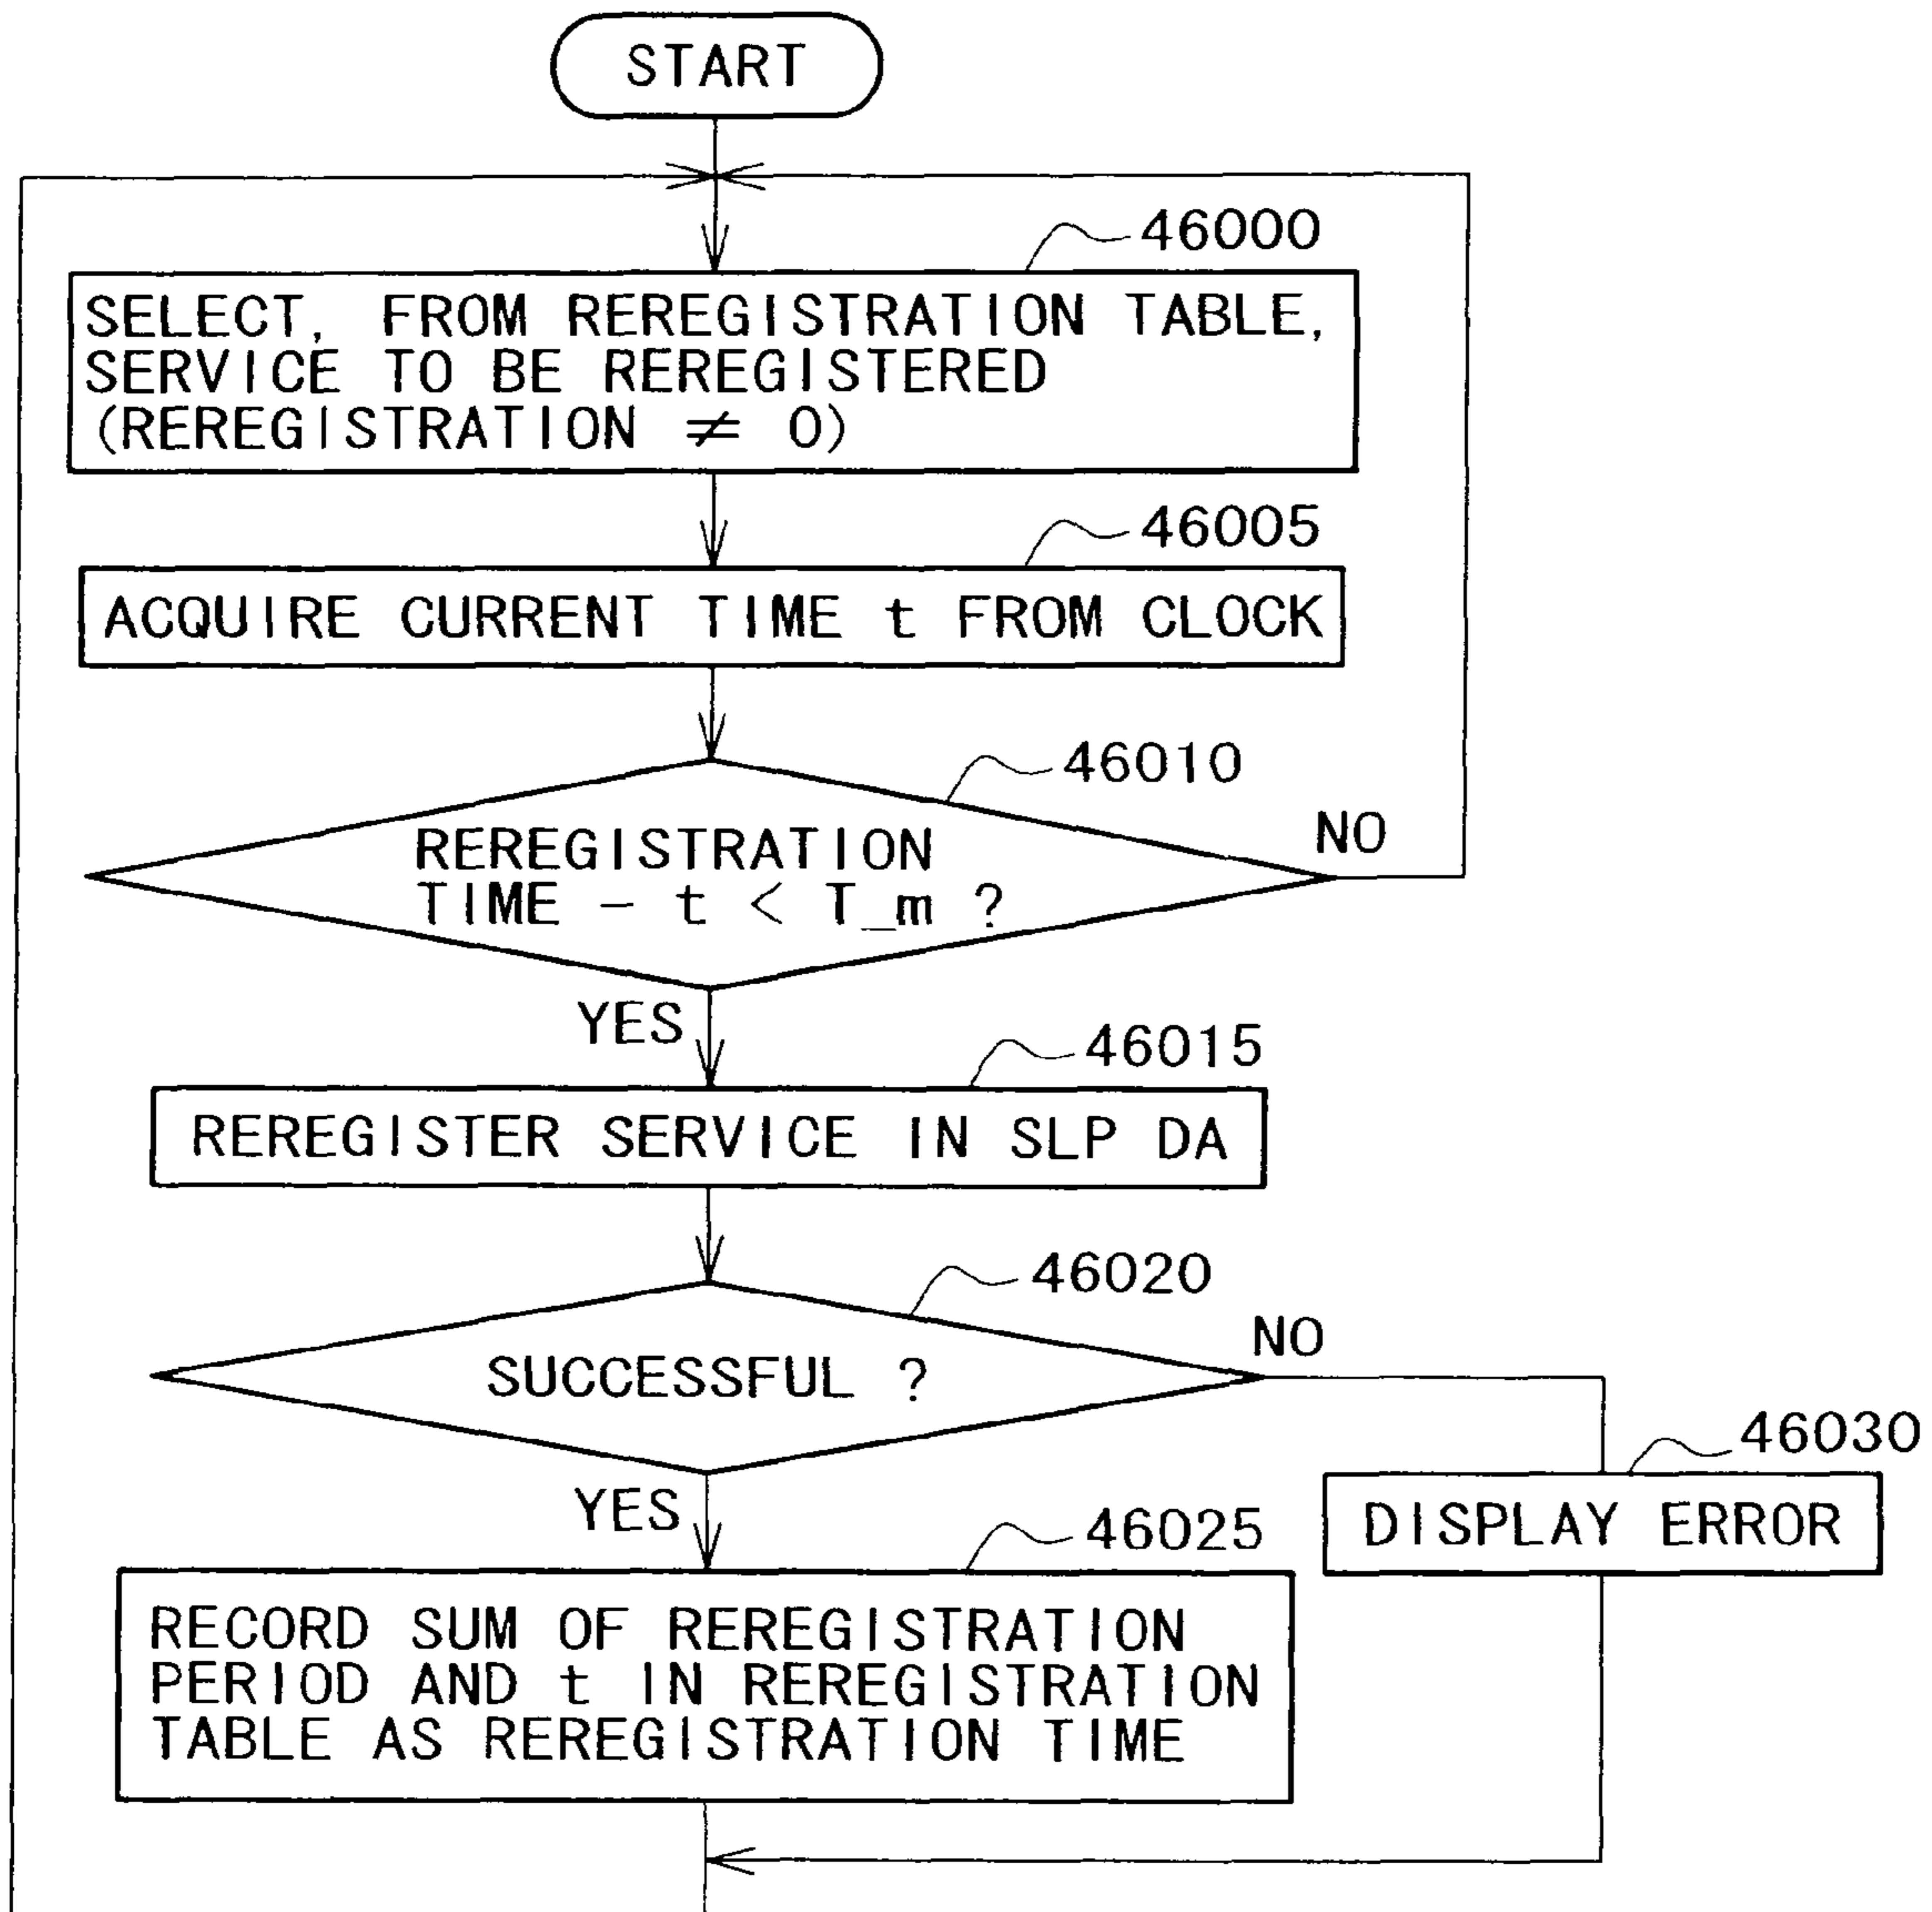 START
46000
SELECT, FROM REREGISTRATION TABLE,
SERVICE TO BE REREGISTERED
(REREGISTRATION ≠ 0)
46005
ACQUIRE CURRENT TIME t FROM CLOCK
46010
REREGISTRATION
TIME - t < T_m ?
NO
YES
46015
REREGISTER SERVICE IN SLP DA
46020
SUCCESSFUL ?
NO
YES
46030
DISPLAY ERROR
46025
RECORD SUM OF REREGISTRATION
PERIOD AND t IN REREGISTRATION
TABLE AS REREGISTRATION TIME